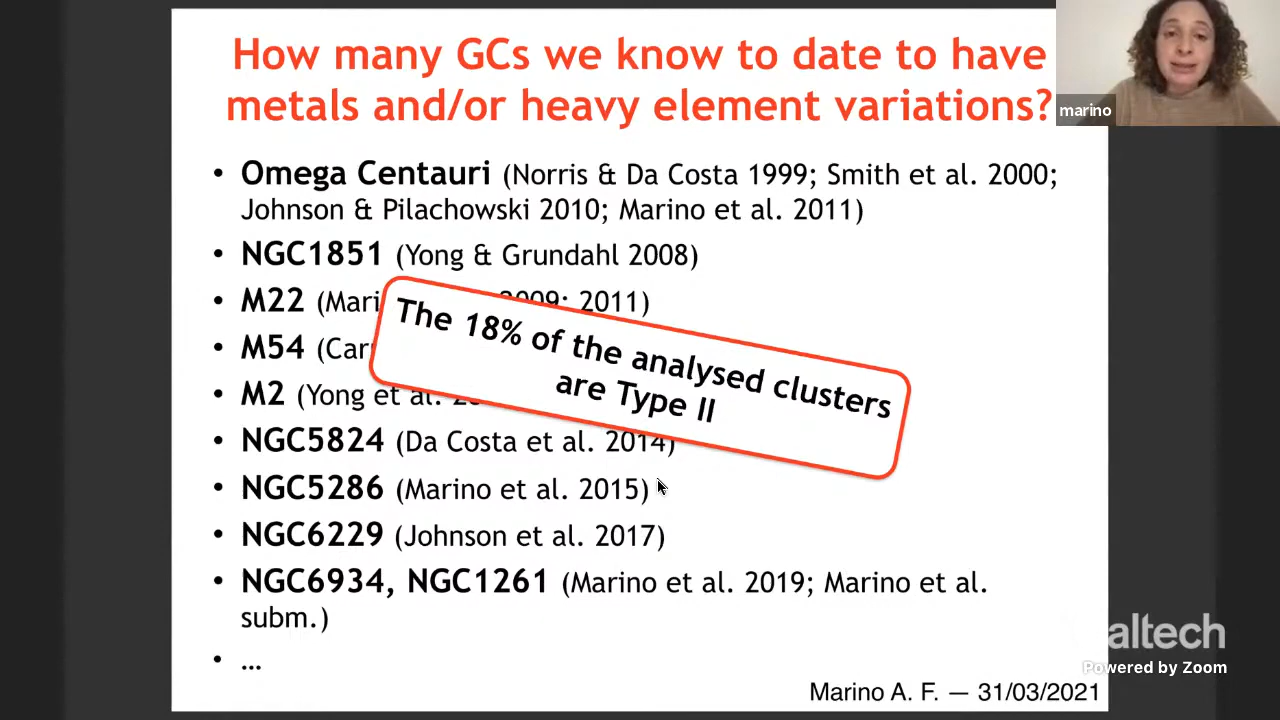 How many GCs we know to date to have
metals and/or heavy element variations?
marino
• Omega Centauri (Norris & Da Costa 1999; Smith et al. 2000;
Johnson & Pilachowski 2010; Marino et al. 2011)
• NGC1851 (Yong & Grundahl 2008)
• M22 2009; 2011)
• M54
• M2 (Yong et al.
The 18% of the analysed clusters
are Type II
• NGC5824 (Da Costa et al. 2014)
• NGC5286 (Marino et al. 2015)
• NGC6229 (Johnson et al. 2017)
• NGC6934, NGC1261 (Marino et al. 2019; Marino et al.
subm.)
• ...
altech
Powered by Zoom
Marino A. F. — 31/03/2021